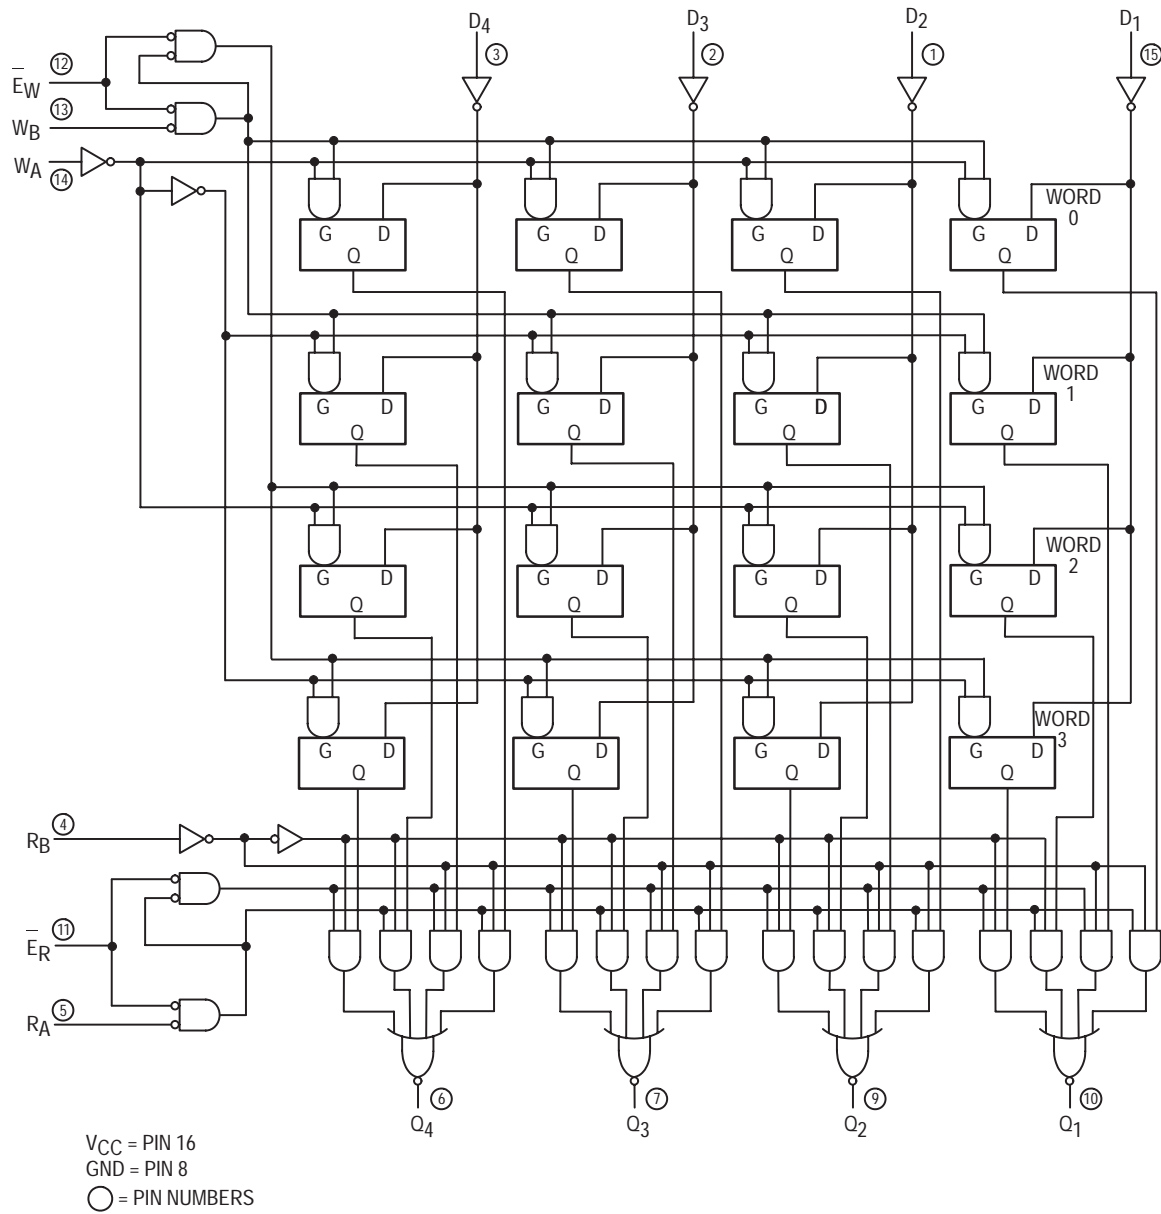 D4 D3 D2 D1
3 2 1 15
12
E̅W
13
WB
WA
14
WORD 0
G D G D G D G D
Q Q Q Q
WORD 1
G D G D G D G D
Q Q Q Q
WORD 2
G D G D G D G D
Q Q Q Q
WORD 3
G D G D G D G D
Q Q Q Q
4
RB
11
E̅R
5
RA
6 7 9 10
Q4 Q3 Q2 Q1
VCC = PIN 16
GND = PIN 8
= PIN NUMBERS